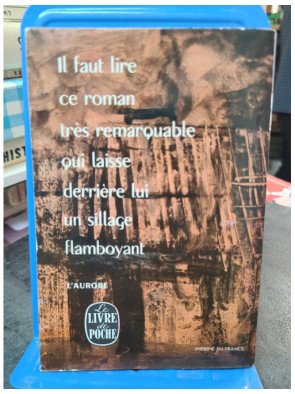 HIST
Il faut lire
ce roman
très remarquable
qui laisse
derrière lui
un sillage
flamboyant
L'AURORE
Le
LIVRE
de
POCHE
IMPRIMÉ EN FRANCE